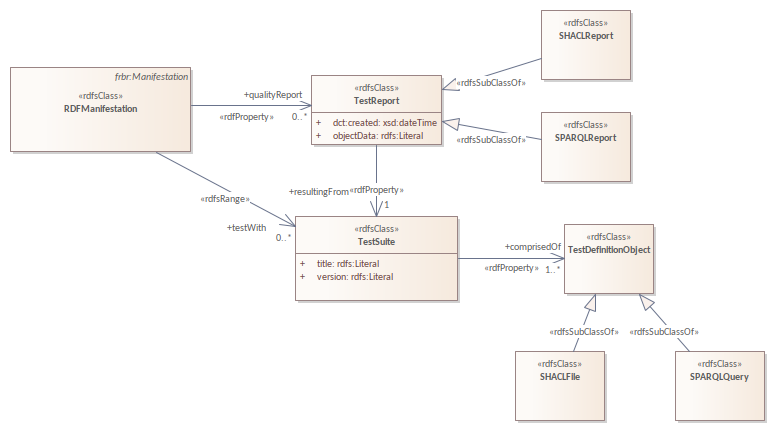 «rdfsClass»
SHACLReport
«rdfsSubClassOf»
frbr:Manifestation
«rdfsClass»
RDFManifestation
+qualityReport
«rdfProperty»
0..*
«rdfsClass»
TestReport
+ dct:created: xsd:dateTime
+ objectData: rdfs:Literal
«rdfsClass»
SPARQLReport
«rdfsSubClassOf»
«rdfsRange»
+testWith
0..*
+resultingFrom
«rdfProperty»
1
«rdfsClass»
TestSuite
+ title: rdfs:Literal
+ version: rdfs:Literal
+comprisedOf
«rdfProperty»
1..*
«rdfsClass»
TestDefinitionObject
«rdfsSubClassOf»
«rdfsSubClassOf»
«rdfsClass»
SHACLFile
«rdfsClass»
SPARQLQuery